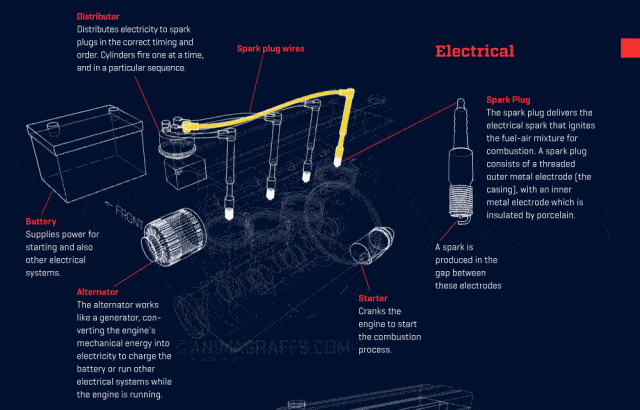 Distributor
Distributes electricity to spark
plugs in the correct timing and
order. Cylinders fire one at a time,
and in a particular sequence.
Spark plug wires
Electrical
Spark Plug
The spark plug delivers the
electrical spark that ignites
the fuel-air mixture for
combustion. A spark plug
consists of a threaded
outer metal electrode (the
casing), with an inner
metal electrode which is
insulated by porcelain.
A spark is
produced in the
gap between
these electrodes
Battery
Supplies power for
starting and also
other electrical
systems.
FRONT
Alternator
The alternator works
like a generator, con-
verting the engine's
mechanical energy into
electricity to charge the
battery or run other
electrical systems while
the engine is running.
Starter
Cranks the
engine to start
the combustion
process.
©ANIMAGRAFFS.COM